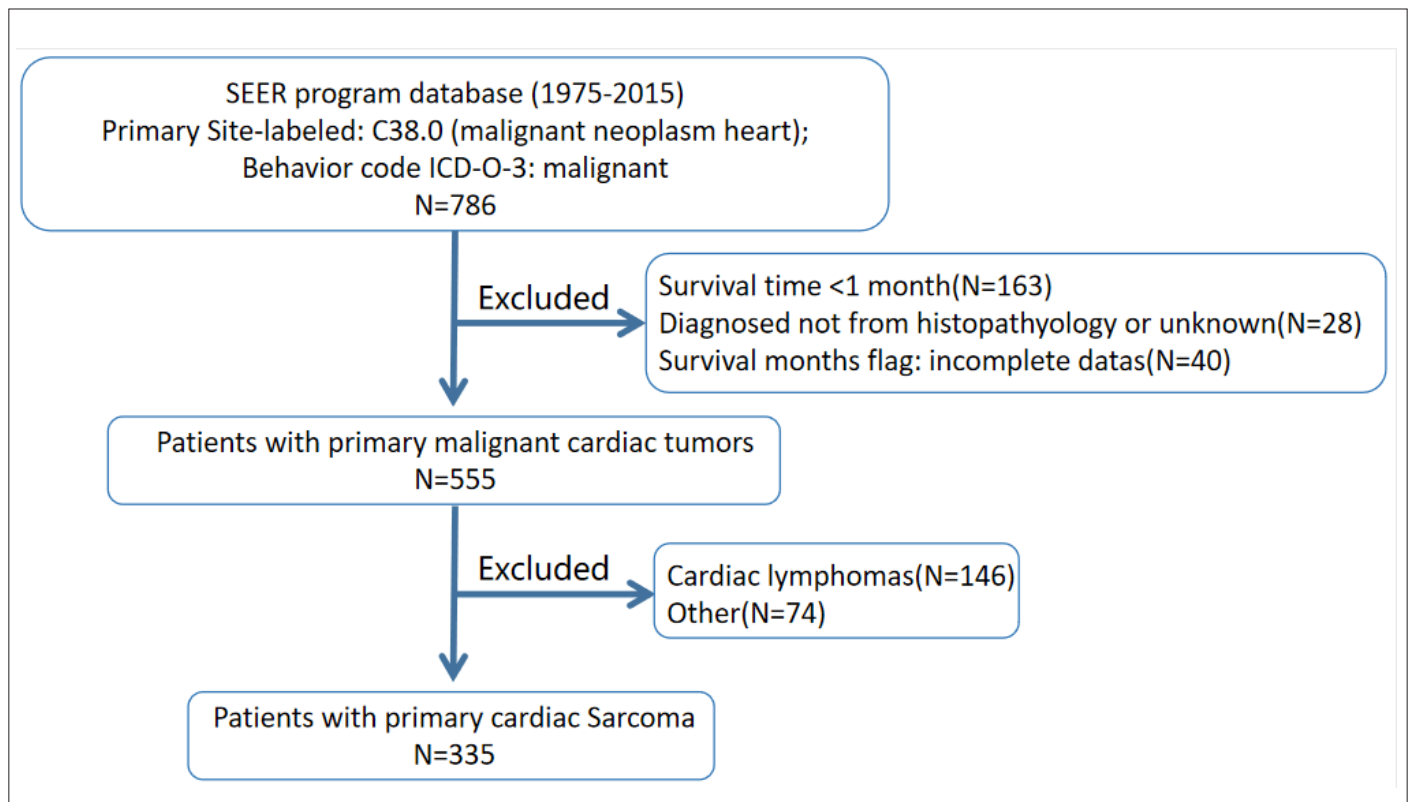 SEER program database (1975-2015)
Primary Site-labeled: C38.0 (malignant neoplasm heart);
Behavior code ICD-O-3: malignant
N=786
Excluded
Survival time <1 month(N=163)
Diagnosed not from histopathyology or unknown(N=28)
Survival months flag: incomplete datas(N=40)
Patients with primary malignant cardiac tumors
N=555
Excluded
Cardiac lymphomas(N=146)
Other(N=74)
Patients with primary cardiac Sarcoma
N=335